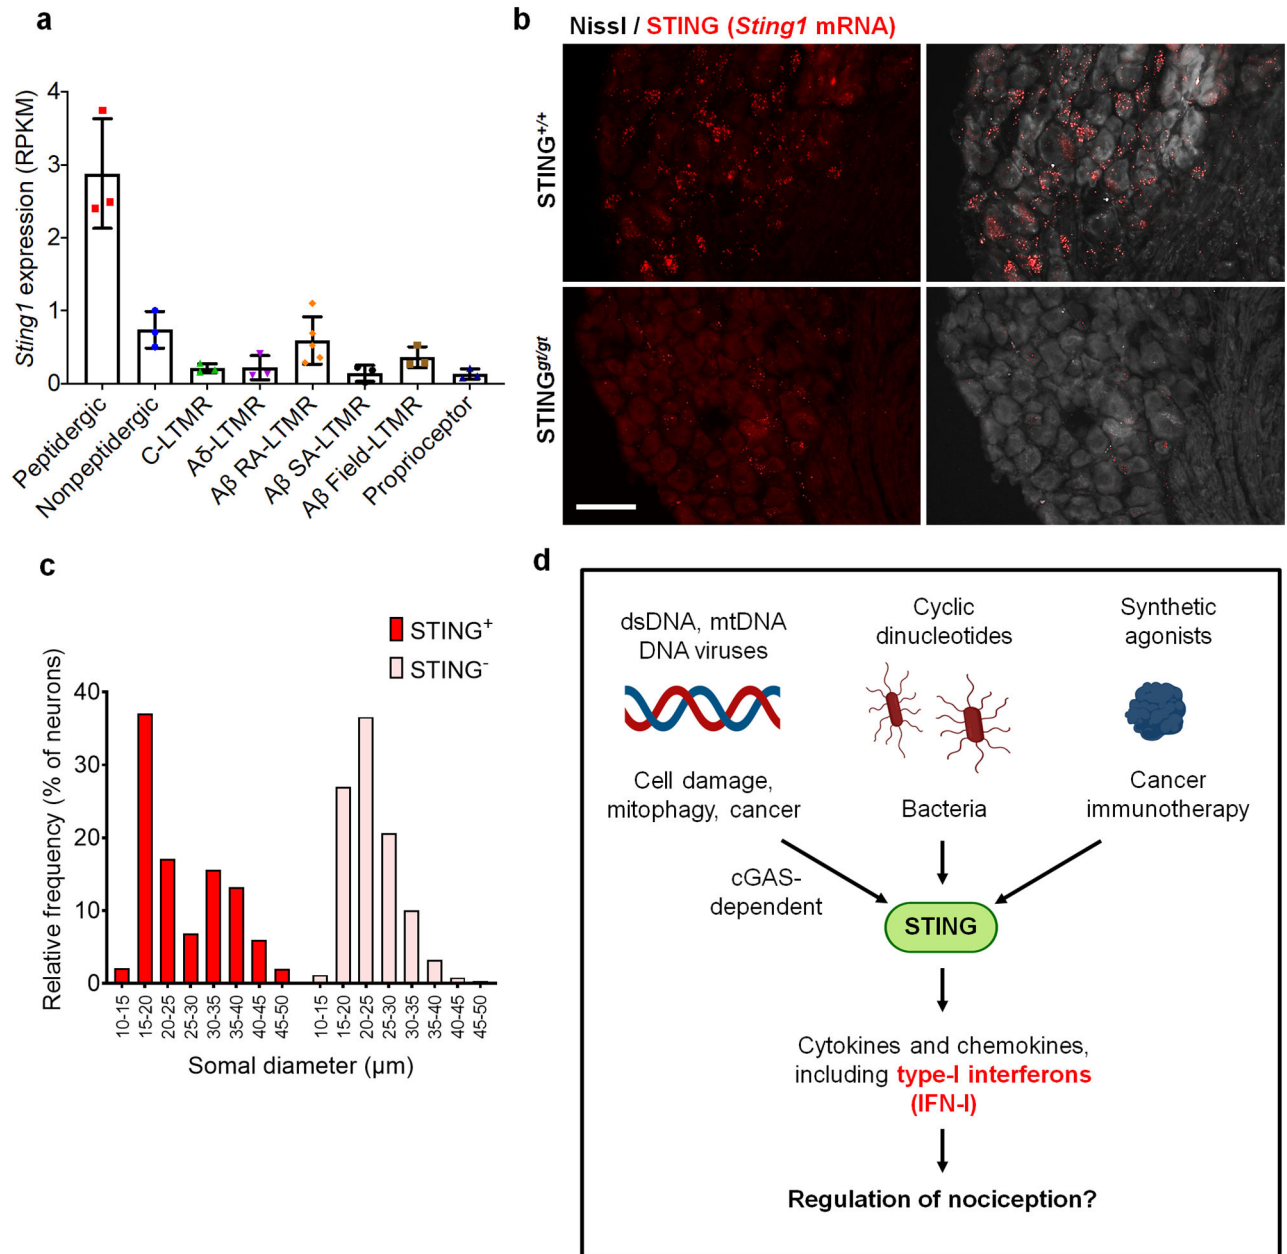 a
Sting1 expression (RPKM)
4
3
2
1
0
Peptidergic
Nonpeptidergic
C-LTMR
Aδ-LTMR
Aβ RA-LTMR
Aβ SA-LTMR
Aβ Field-LTMR
Proprioceptor
b
Nissl / STING (Sting1 mRNA)
STING+/+
STINGgt/gt
c
STING+
STING-
Relative frequency (% of neurons)
40
30
20
10
0
10-15
15-20
20-25
25-30
30-35
35-40
40-45
45-50
10-15
15-20
20-25
25-30
30-35
35-40
40-45
45-50
Somal diameter (μm)
d
dsDNA, mtDNA
DNA viruses
Cell damage,
mitophagy, cancer
Cyclic
dinucleotides
Bacteria
Synthetic
agonists
Cancer
immunotherapy
cGAS-
dependent
STING
Cytokines and chemokines,
including type-I interferons
(IFN-I)
Regulation of nociception?